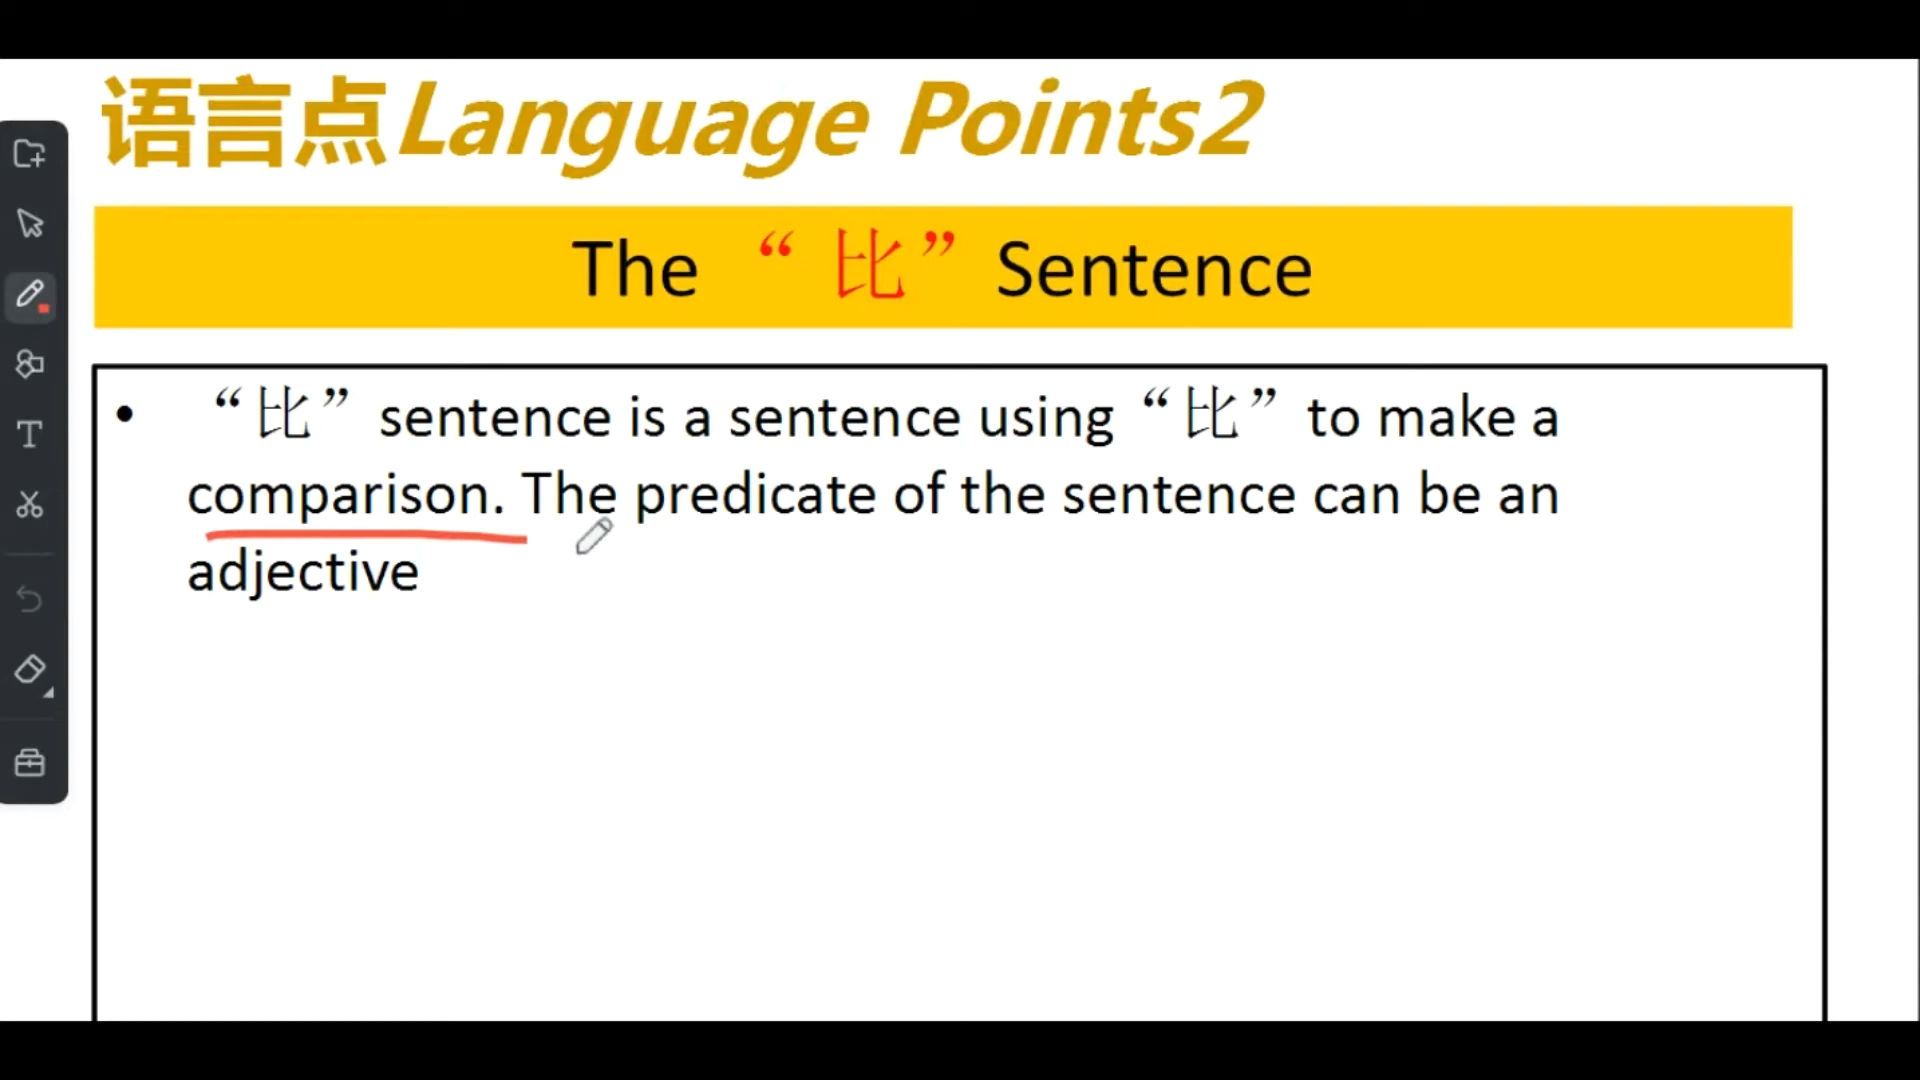 语言点Language Points2
The “比”Sentence
• “比”sentence is a sentence using“比”to make a
comparison. The predicate of the sentence can be an
adjective